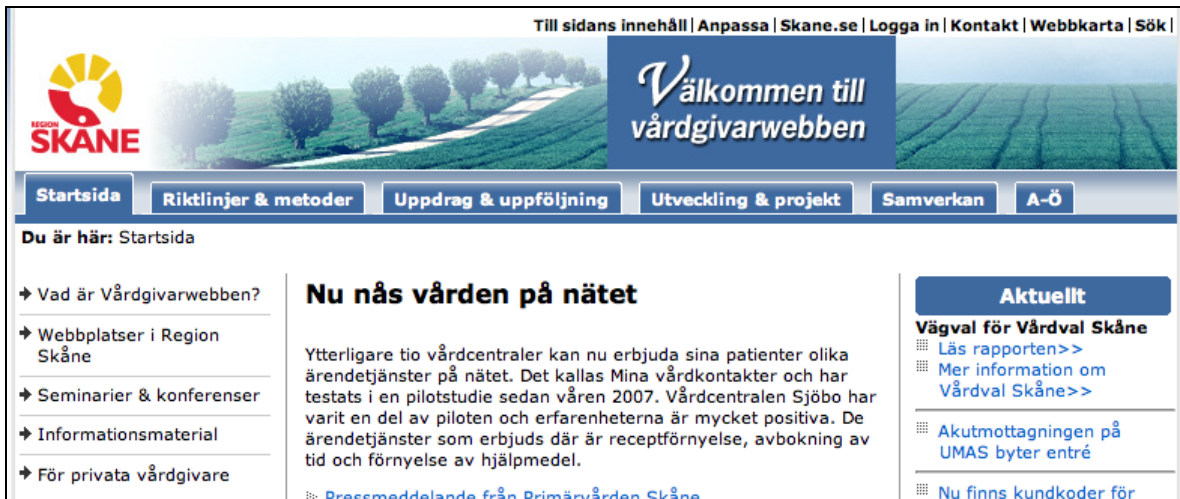 Till sidans innehåll | Anpassa | Skane.se | Logga in | Kontakt | Webbkarta | Sök |
REGION
SKÅNE
Välkommen till
vårdgivarwebben
Startsida
Riktlinjer & metoder
Uppdrag & uppföljning
Utveckling & projekt
Samverkan
A-Ö
Du är här: Startsida
Vad är Vårdgivarwebben?
Webbplatser i Region
Skåne
Seminarier & konferenser
Informationsmaterial
För privata vårdgivare
Nu nås vården på nätet
Ytterligare tio vårdcentraler kan nu erbjuda sina patienter olika
ärendetjänster på nätet. Det kallas Mina vårdkontakter och har
testats i en pilotstudie sedan våren 2007. Vårdcentralen Sjöbo har
varit en del av piloten och erfarenheterna är mycket positiva. De
ärendetjänster som erbjuds där är receptförnyelse, avbokning av
tid och förnyelse av hjälpmedel.
Pressmeddelande från Primärvården Skåne
Aktuellt
Vägval för Vårdval Skåne
Läs rapporten>>
Mer information om
Vårdval Skåne>>
Akutmottagningen på
UMAS byter entré
Nu finns kundkoder för